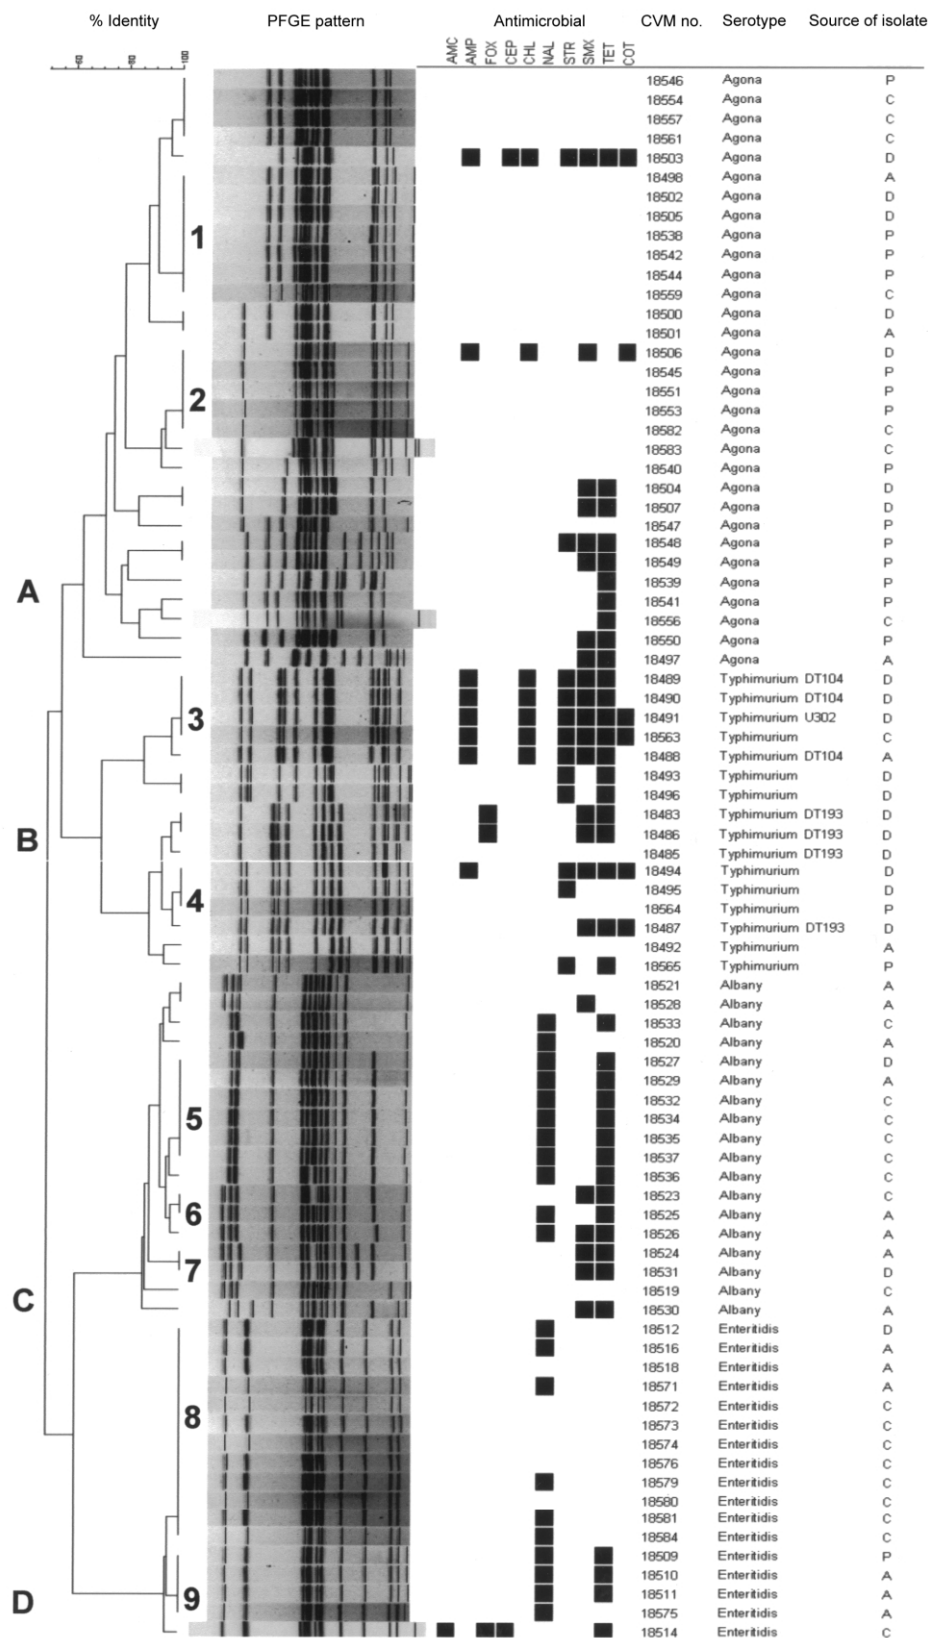 % Identity PFGE pattern Antimicrobial CVM no. Serotype Source of isolate
60 80 100 AMC AMP FOX CEP CHL NAL STR SMX TET COT
18546 Agona P
18554 Agona C
18557 Agona C
18561 Agona C
18503 Agona D
18498 Agona A
18502 Agona D
18505 Agona D
1 18538 Agona P
18542 Agona P
18544 Agona P
18559 Agona C
18500 Agona D
18501 Agona A
18506 Agona D
18545 Agona P
18551 Agona P
2 18553 Agona P
18582 Agona C
18583 Agona C
18540 Agona P
18504 Agona D
18507 Agona D
18547 Agona P
18548 Agona P
18549 Agona P
18539 Agona P
A 18541 Agona P
18556 Agona C
18550 Agona P
18497 Agona A
18489 Typhimurium DT104 D
18490 Typhimurium DT104 D
3 18491 Typhimurium U302 D
18563 Typhimurium C
18488 Typhimurium DT104 A
18493 Typhimurium D
18496 Typhimurium D
18483 Typhimurium DT193 D
B 18486 Typhimurium DT193 D
18485 Typhimurium DT193 D
18494 Typhimurium D
18495 Typhimurium D
4 18564 Typhimurium P
18487 Typhimurium DT193 D
18492 Typhimurium A
18565 Typhimurium P
18521 Albany A
18528 Albany A
18533 Albany C
18520 Albany A
18527 Albany D
18529 Albany A
18532 Albany C
5 18534 Albany C
18535 Albany C
18537 Albany C
18536 Albany C
18523 Albany C
6 18525 Albany A
18526 Albany A
18524 Albany A
7 18531 Albany D
C 18519 Albany C
18530 Albany A
18512 Enteritidis D
18516 Enteritidis A
18518 Enteritidis A
18571 Enteritidis A
18572 Enteritidis C
8 18573 Enteritidis C
18574 Enteritidis C
18576 Enteritidis C
18579 Enteritidis C
18580 Enteritidis C
18581 Enteritidis C
18584 Enteritidis C
18509 Enteritidis P
18510 Enteritidis A
D 9 18511 Enteritidis A
18575 Enteritidis A
18514 Enteritidis C